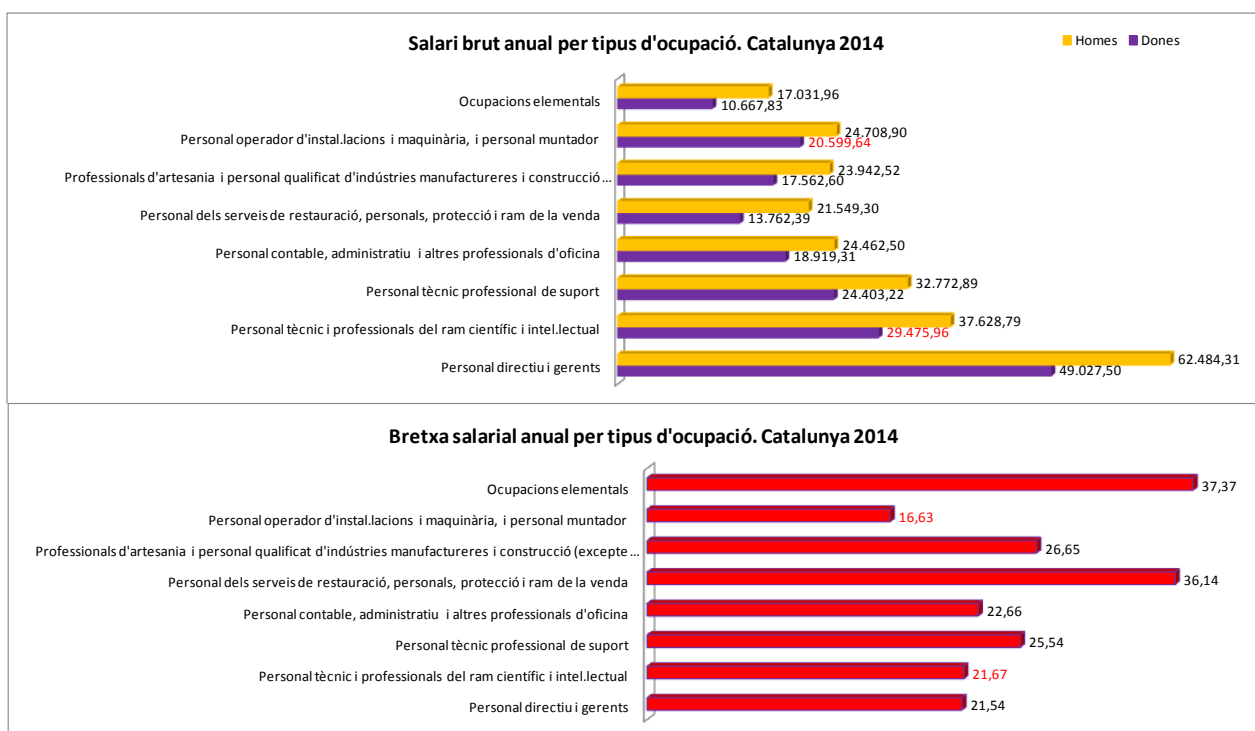 Salari brut anual per tipus d'ocupació. Catalunya 2014
Homes Dones
Ocupacions elementals
17.031,96
10.667,83
Personal operador d'instal.lacions i maquinària, i personal muntador
24.708,90
20.599,64
Professionals d'artesania i personal qualificat d'indústries manufactureres i construcció...
23.942,52
17.562,60
Personal dels serveis de restauració, personals, protecció i ram de la venda
21.549,30
13.762,39
Personal contable, administratiu i altres professionals d'oficina
24.462,50
18.919,31
Personal tècnic professional de suport
32.772,89
24.403,22
Personal tècnic i professionals del ram científic i intel.lectual
37.628,79
29.475,96
Personal directiu i gerents
62.484,31
49.027,50
Bretxa salarial anual per tipus d'ocupació. Catalunya 2014
Ocupacions elementals 37,37
Personal operador d'instal.lacions i maquinària, i personal muntador 16,63
Professionals d'artesania i personal qualificat d'indústries manufactureres i construcció (excepte ... 26,65
Personal dels serveis de restauració, personals, protecció i ram de la venda 36,14
Personal contable, administratiu i altres professionals d'oficina 22,66
Personal tècnic professional de suport 25,54
Personal tècnic i professionals del ram científic i intel.lectual 21,67
Personal directiu i gerents 21,54